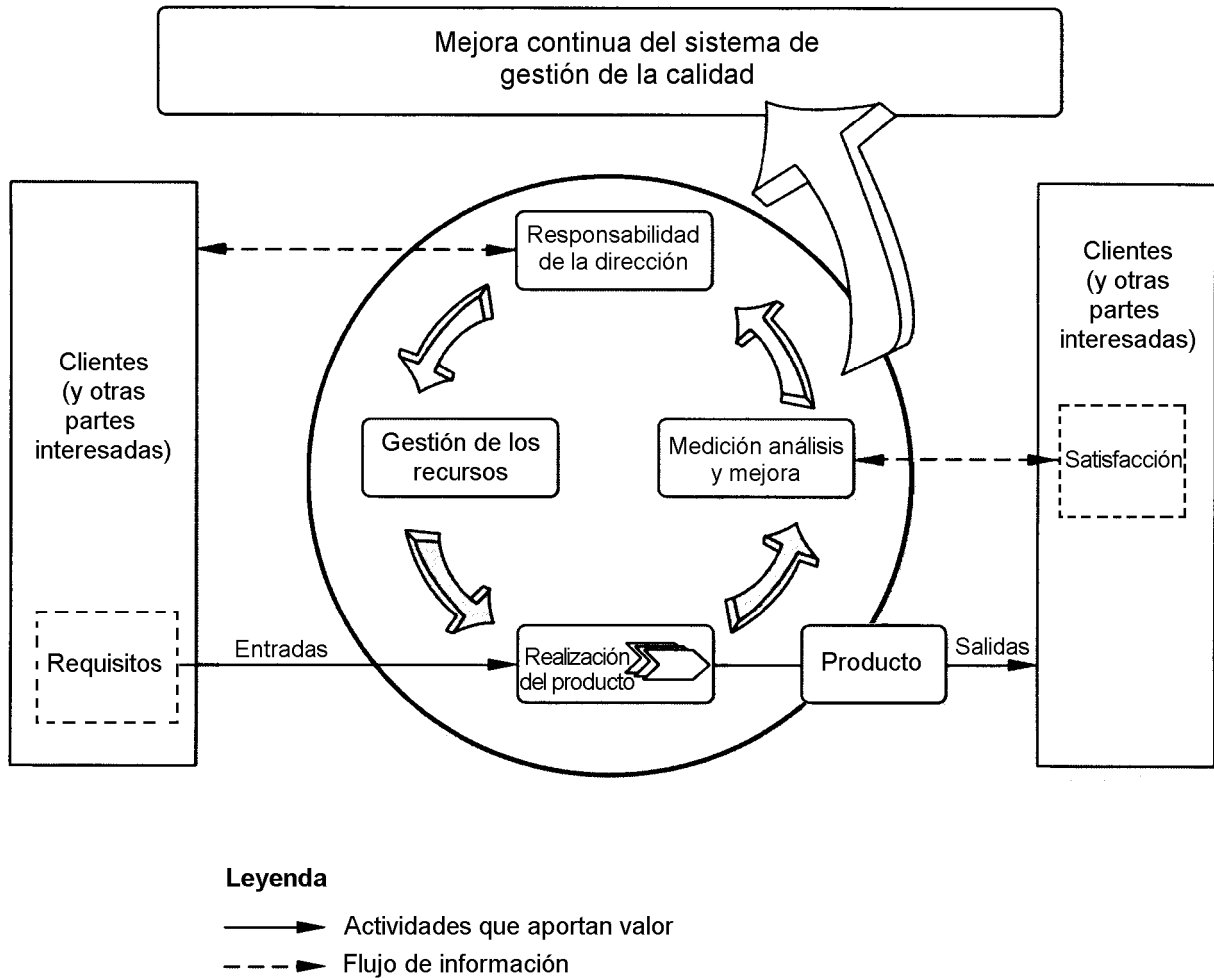 Mejora continua del sistema de
gestión de la calidad
Responsabilidad
de la dirección
Clientes
(y otras
partes
interesadas)
Clientes
(y otras
partes
interesadas)
Gestión de los
recursos
Medición análisis
y mejora
Satisfacción
Requisitos
Entradas
Realización
del producto
Producto
Salidas
Leyenda
Actividades que aportan valor
Flujo de información